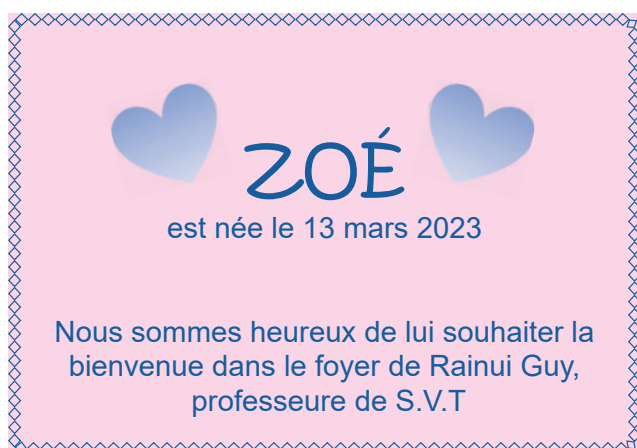 ZOÉ
est née le 13 mars 2023
Nous sommes heureux de lui souhaiter la
bienvenue dans le foyer de Rainui Guy,
professeure de S.V.T